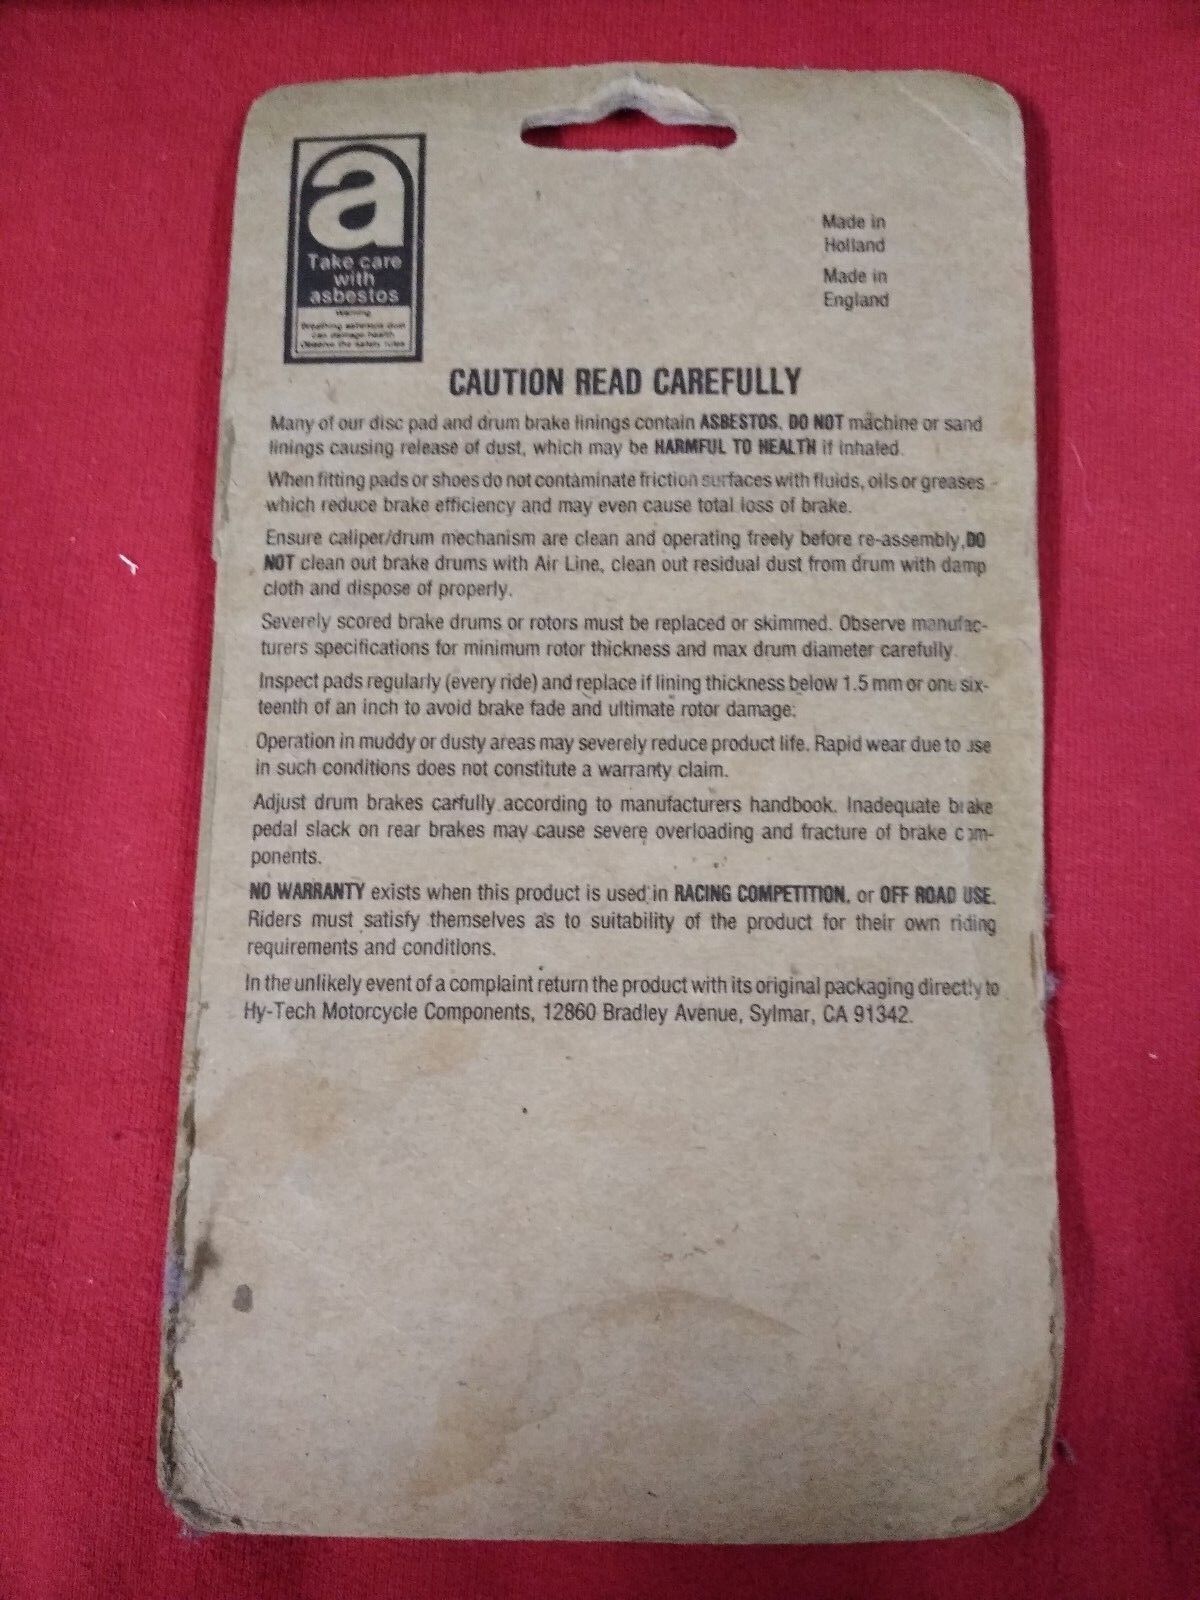 a
Take care
with
asbestos
Warning
Breathing asbestos dust
can damage health
Observe the safety rules
Made in
Holland
Made in
England
CAUTION READ CAREFULLY
Many of our disc pad and drum brake linings contain ASBESTOS. DO NOT machine or sand
linings causing release of dust, which may be HARMFUL TO HEALTH if inhaled.
When fitting pads or shoes do not contaminate friction surfaces with fluids, oils or greases
which reduce brake efficiency and may even cause total loss of brake.
Ensure caliper/drum mechanism are clean and operating freely before re-assembly, DO
NOT clean out brake drums with Air Line, clean out residual dust from drum with damp
cloth and dispose of properly.
Severely scored brake drums or rotors must be replaced or skimmed. Observe manufac-
turers specifications for minimum rotor thickness and max drum diameter carefully.
Inspect pads regularly (every ride) and replace if lining thickness below 1.5 mm or one six-
teenth of an inch to avoid brake fade and ultimate rotor damage.
Operation in muddy or dusty areas may severely reduce product life. Rapid wear due to use
in such conditions does not constitute a warranty claim.
Adjust drum brakes carfully according to manufacturers handbook. Inadequate brake
pedal slack on rear brakes may cause severe overloading and fracture of brake com-
ponents.
NO WARRANTY exists when this product is used in RACING COMPETITION, or OFF ROAD USE.
Riders must satisfy themselves as to suitability of the product for their own riding
requirements and conditions.
In the unlikely event of a complaint return the product with its original packaging directly to
Hy-Tech Motorcycle Components, 12860 Bradley Avenue, Sylmar, CA 91342.